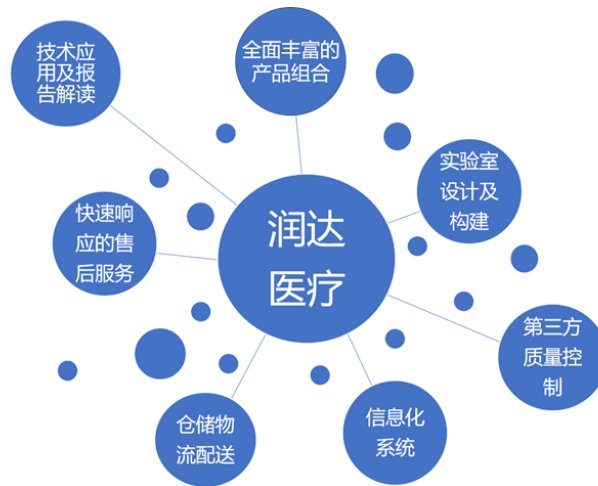 技术应
用及报
告解读
全面丰富的
产品组合
实验室
设计及
构建
快速响
应的售
后服务
润达
医疗
第三方
质量控
制
仓储物
流配送
信息化
系统